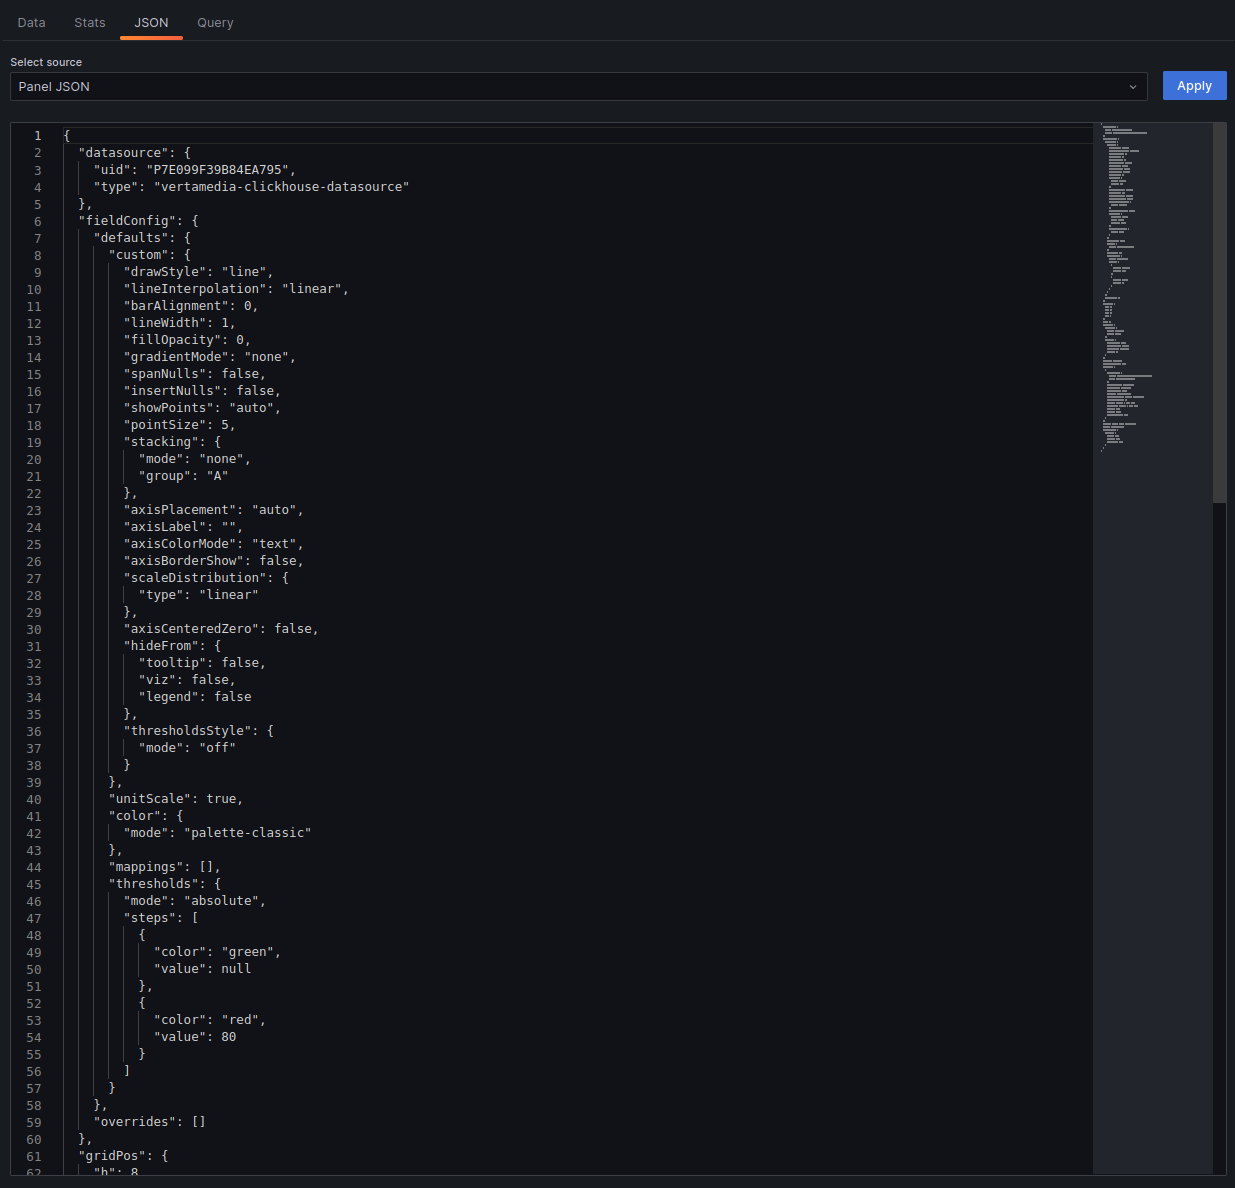 Data Stats JSON Query
Select source
Panel JSON
Apply
1 {
2 "datasource": {
3 "uid": "P7E099F39B84EA795",
4 "type": "vertamedia-clickhouse-datasource"
5 },
6 "fieldConfig": {
7 "defaults": {
8 "custom": {
9 "drawStyle": "line",
10 "lineInterpolation": "linear",
11 "barAlignment": 0,
12 "lineWidth": 1,
13 "fillOpacity": 0,
14 "gradientMode": "none",
15 "spanNulls": false,
16 "insertNulls": false,
17 "showPoints": "auto",
18 "pointSize": 5,
19 "stacking": {
20 "mode": "none",
21 "group": "A"
22 },
23 "axisPlacement": "auto",
24 "axisLabel": "",
25 "axisColorMode": "text",
26 "axisBorderShow": false,
27 "scaleDistribution": {
28 "type": "linear"
29 },
30 "axisCenteredZero": false,
31 "hideFrom": {
32 "tooltip": false,
33 "viz": false,
34 "legend": false
35 },
36 "thresholdsStyle": {
37 "mode": "off"
38 }
39 },
40 "unitScale": true,
41 "color": {
42 "mode": "palette-classic"
43 },
44 "mappings": [],
45 "thresholds": {
46 "mode": "absolute",
47 "steps": [
48 {
49 "color": "green",
50 "value": null
51 },
52 {
53 "color": "red",
54 "value": 80
55 }
56 ]
57 }
58 },
59 "overrides": []
60 },
61 "gridPos": {
62 "h": 8